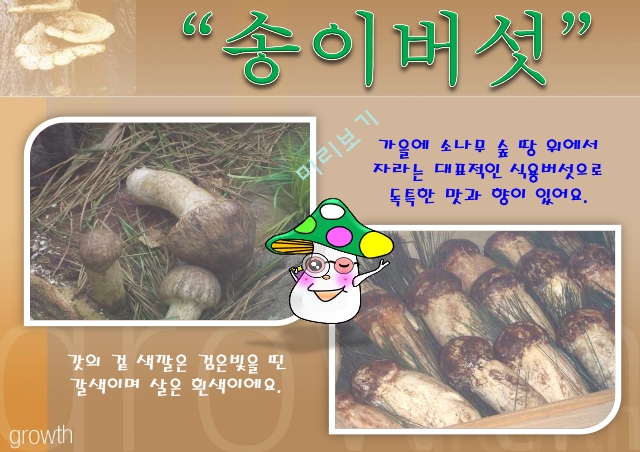 “송이버섯”
미리보기
가을에 소나무 숲 땅 위에서
자라는 대표적인 식용버섯으로
독특한 맛과 향이 있어요.
갓의 겉 색깔은 검은빛을 띤
갈색이며 살은 흰색이에요.
growth